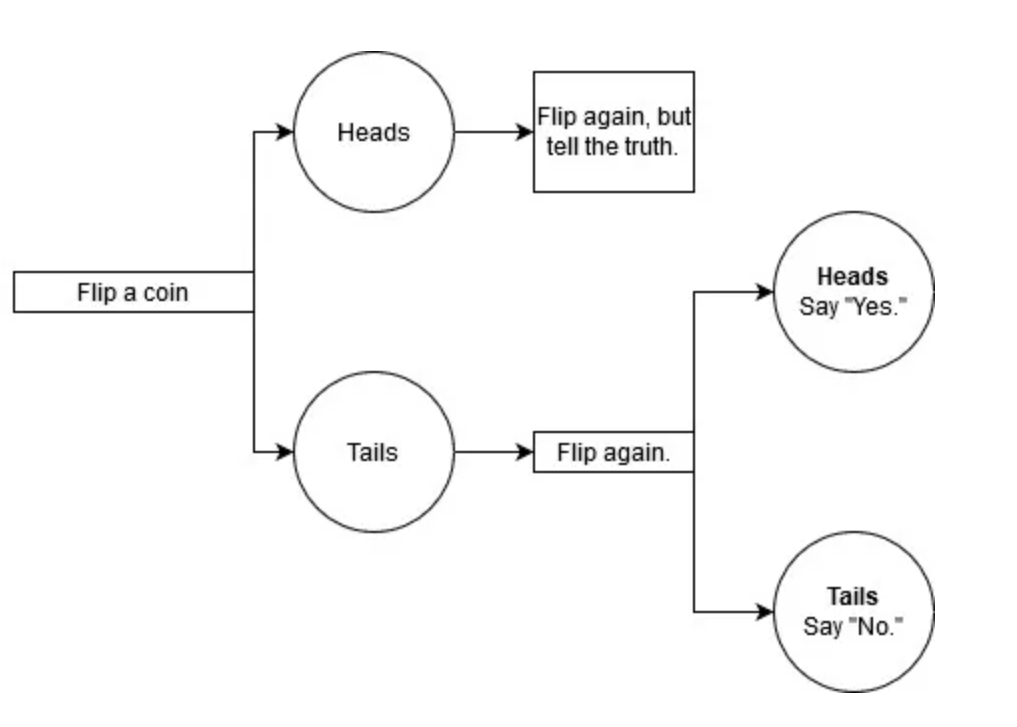 Heads
Flip again, but
tell the truth.
Flip a coin
Heads
Say "Yes."
Tails
Flip again.
Tails
Say "No."